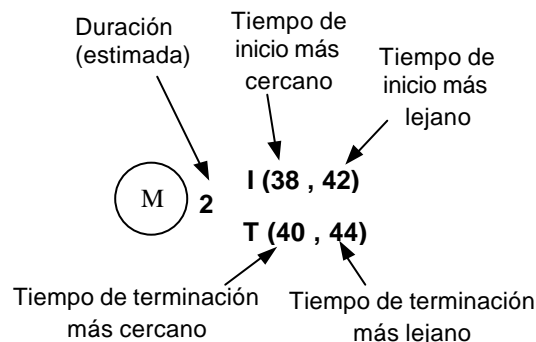 Duración
(estimada)
Tiempo de
inicio más
cercano
Tiempo de
inicio más
lejano
M
2
I (38 , 42)
T (40 , 44)
Tiempo de terminación
más cercano
Tiempo de terminación
más lejano